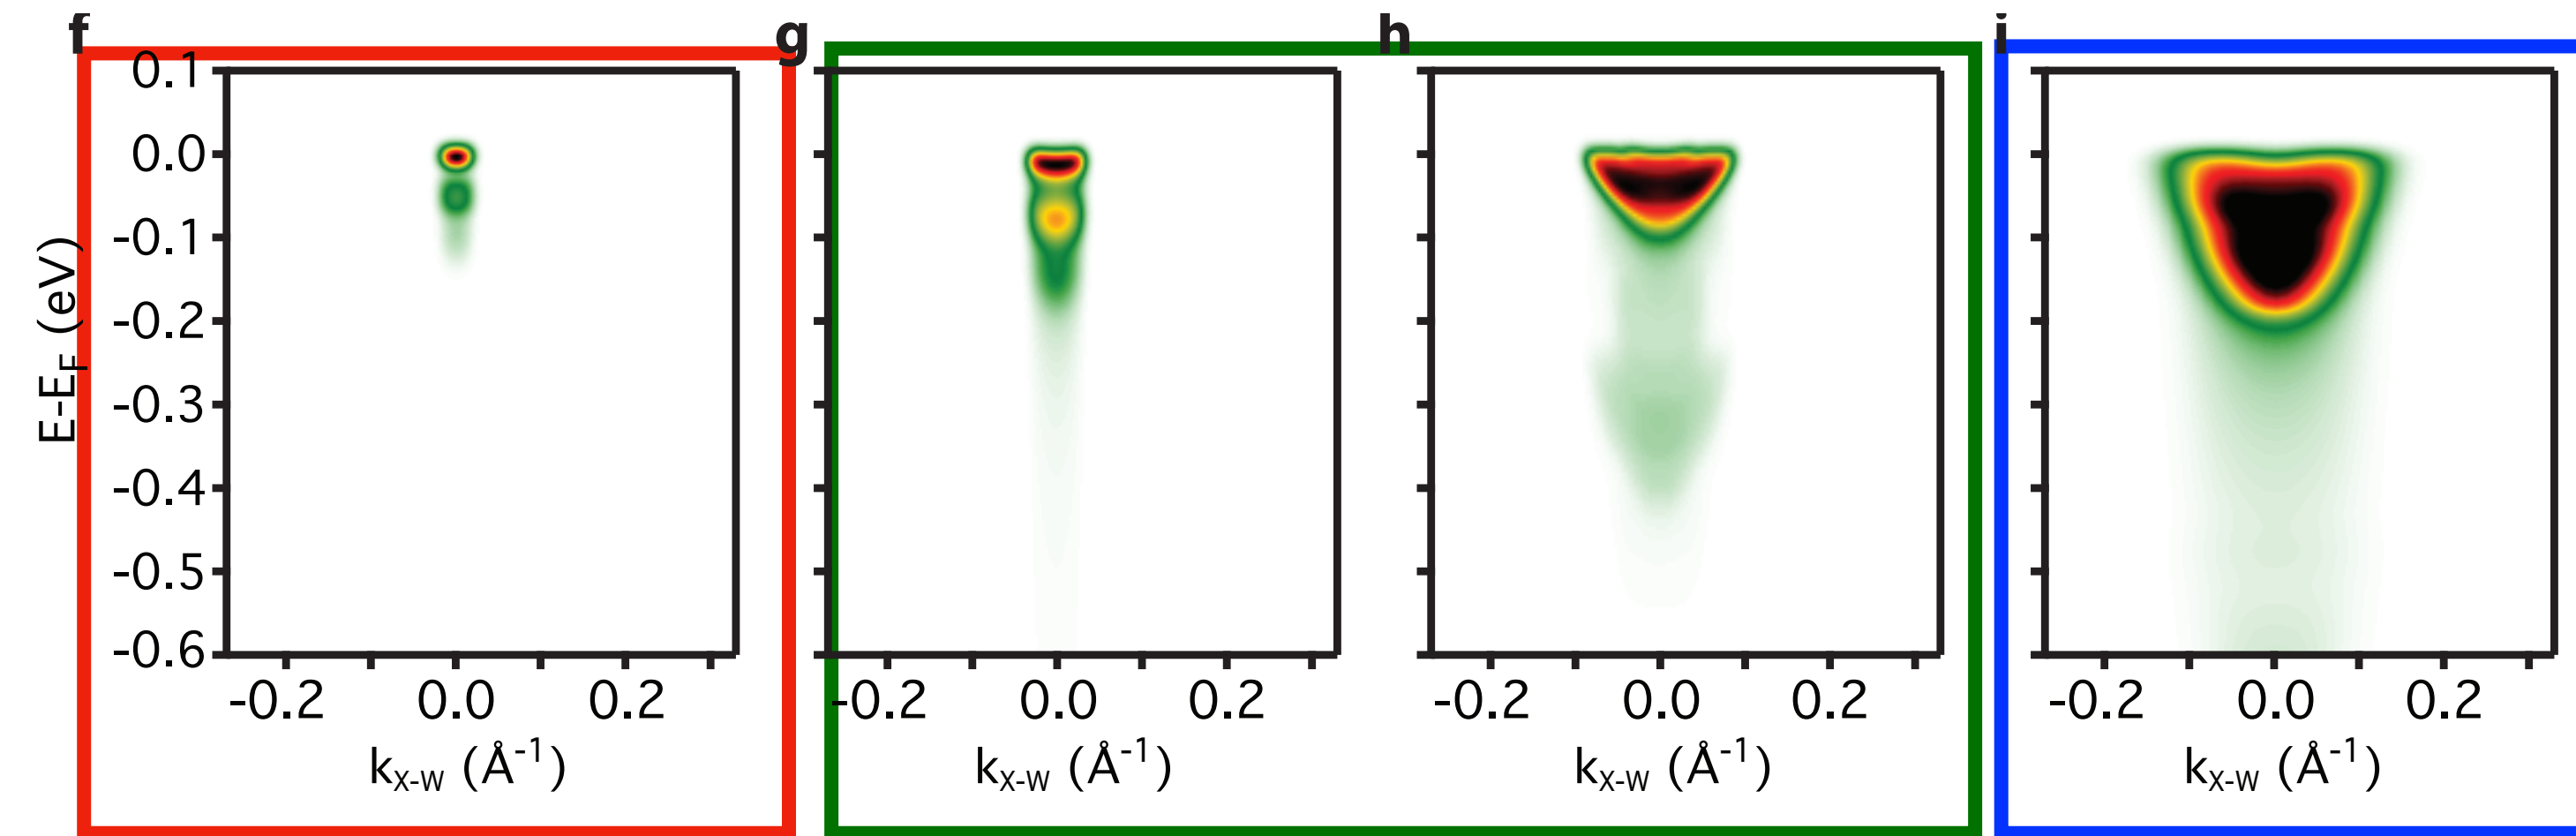 f
g
h
i
E-E_F (eV)
0.1
0.0
-0.1
-0.2
-0.3
-0.4
-0.5
-0.6
-0.2 0.0 0.2
-0.2 0.0 0.2
-0.2 0.0 0.2
-0.2 0.0 0.2
k_X-W (Å^-1)
k_X-W (Å^-1)
k_X-W (Å^-1)
k_X-W (Å^-1)